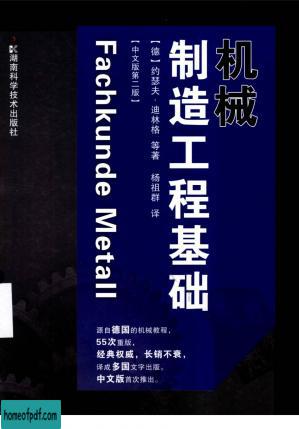 机械
制造工程基础
【德】约瑟夫·迪林格 等著
杨祖群 译
【中文版第二版】
Fachkunde Metall
湖南科学技术出版社
源自德国的机械教程，
55次重版，
经典权威，长销不衰，
译成多国文字出版。
中文版首次推出。
homeofpdf.com